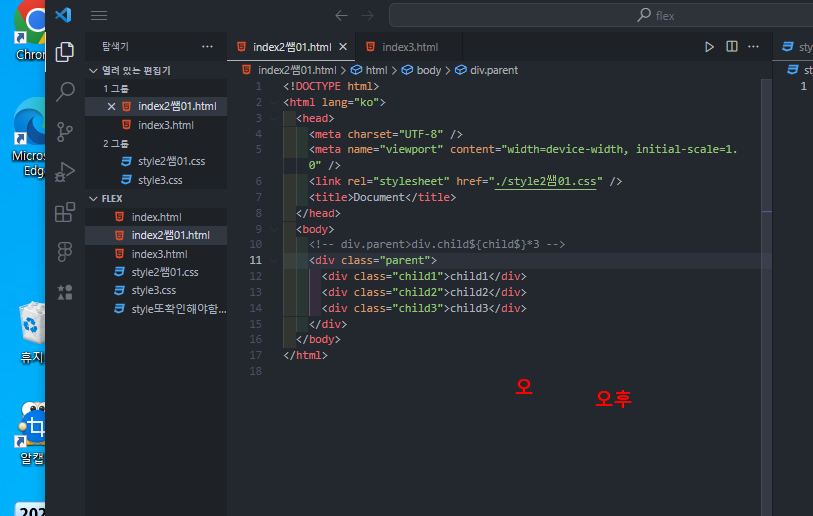 flex
Chron
Micros
Edg
휴지
알캡
202
탐색기
열려 있는 편집기
1 그룹
index2쌤01.html
index3.html
2 그룹
style2쌤01.css
style3.css
FLEX
index.html
index2쌤01.html
index3.html
style2쌤01.css
style3.css
style또확인해야함...
index2쌤01.html
index3.html
sty
index2쌤01.html > html > body > div.parent
st
1 <!DOCTYPE html>
2 <html lang="ko">
3 <head>
4 <meta charset="UTF-8" />
5 <meta name="viewport" content="width=device-width, initial-scale=1.
0" />
6 <link rel="stylesheet" href="./style2쌤01.css" />
7 <title>Document</title>
8 </head>
9 <body>
10 <!-- div.parent>div.child${child$}*3 -->
11 <div class="parent">
12 <div class="child1">child1</div>
13 <div class="child2">child2</div>
14 <div class="child3">child3</div>
15 </div>
16 </body>
17 </html>
18
1
오
오후